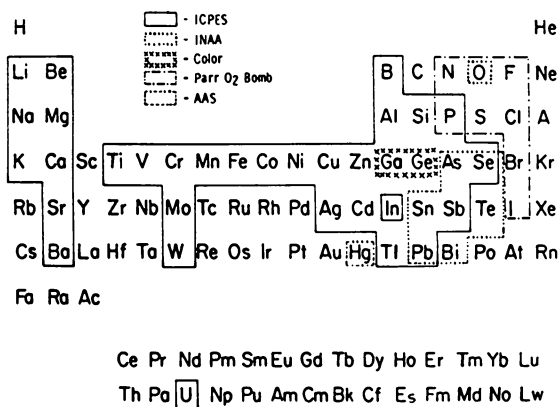 - ICPES
- INAA
- Color
- Parr O2 Bomb
- AAS
H He
Li Be B C N O F Ne
Na Mg Al Si P S Cl A
K Ca Sc Ti V Cr Mn Fe Co Ni Cu Zn Ga Ge As Se Br Kr
Rb Sr Y Zr Nb Mo Tc Ru Rh Pd Ag Cd In Sn Sb Te I Xe
Cs Ba La Hf Ta W Re Os Ir Pt Au Hg Tl Pb Bi Po At Rn
Fa Ra Ac
Ce Pr Nd Pm Sm Eu Gd Tb Dy Ho Er Tm Yb Lu
Th Pa U Np Pu Am Cm Bk Cf Es Fm Md No Lw